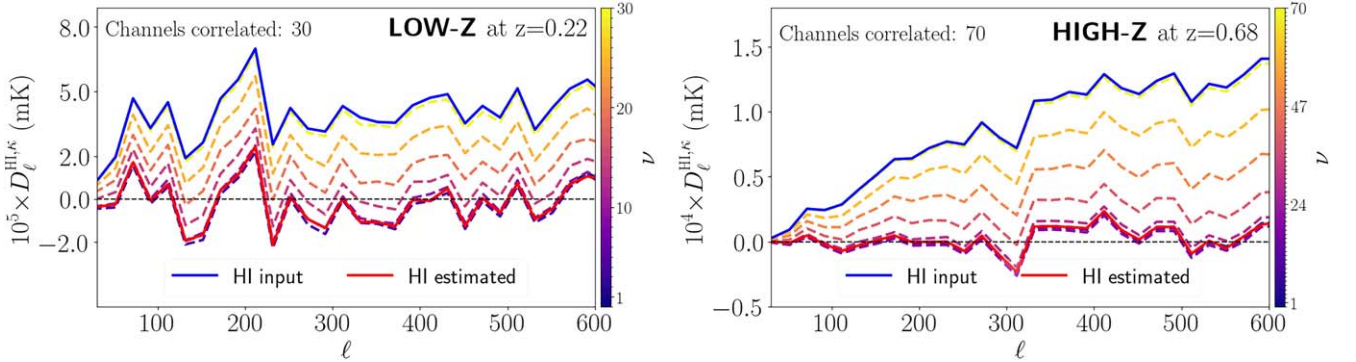 Channels correlated: 30
LOW-Z at z=0.22
8.0
5.0
2.0
0.0
−2.0
10⁵× D_ℓ^{HI,κ} (mK)
HI input
HI estimated
100 200 300 400 500 600
ℓ
30
20
10
1
ν
Channels correlated: 70
HIGH-Z at z=0.68
1.5
1.0
0.5
0.0
−0.5
10⁴× D_ℓ^{HI,κ} (mK)
HI input
HI estimated
100 200 300 400 500 600
ℓ
70
47
24
1
ν